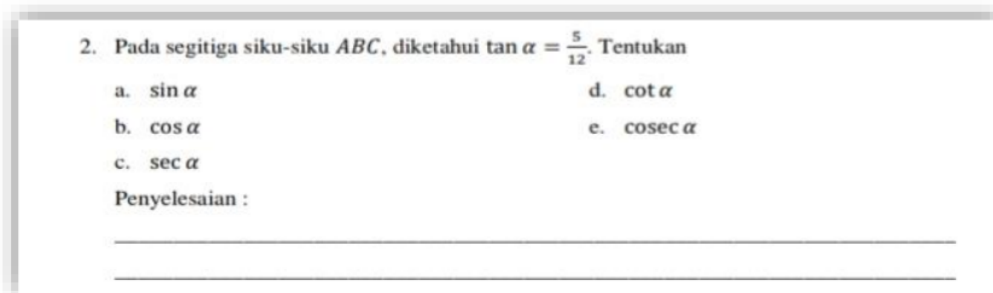 2. Pada segitiga siku-siku ABC, diketahui tan α = 5/12. Tentukan
a. sin α
d. cot α
b. cos α
e. cosec α
c. sec α
Penyelesaian :